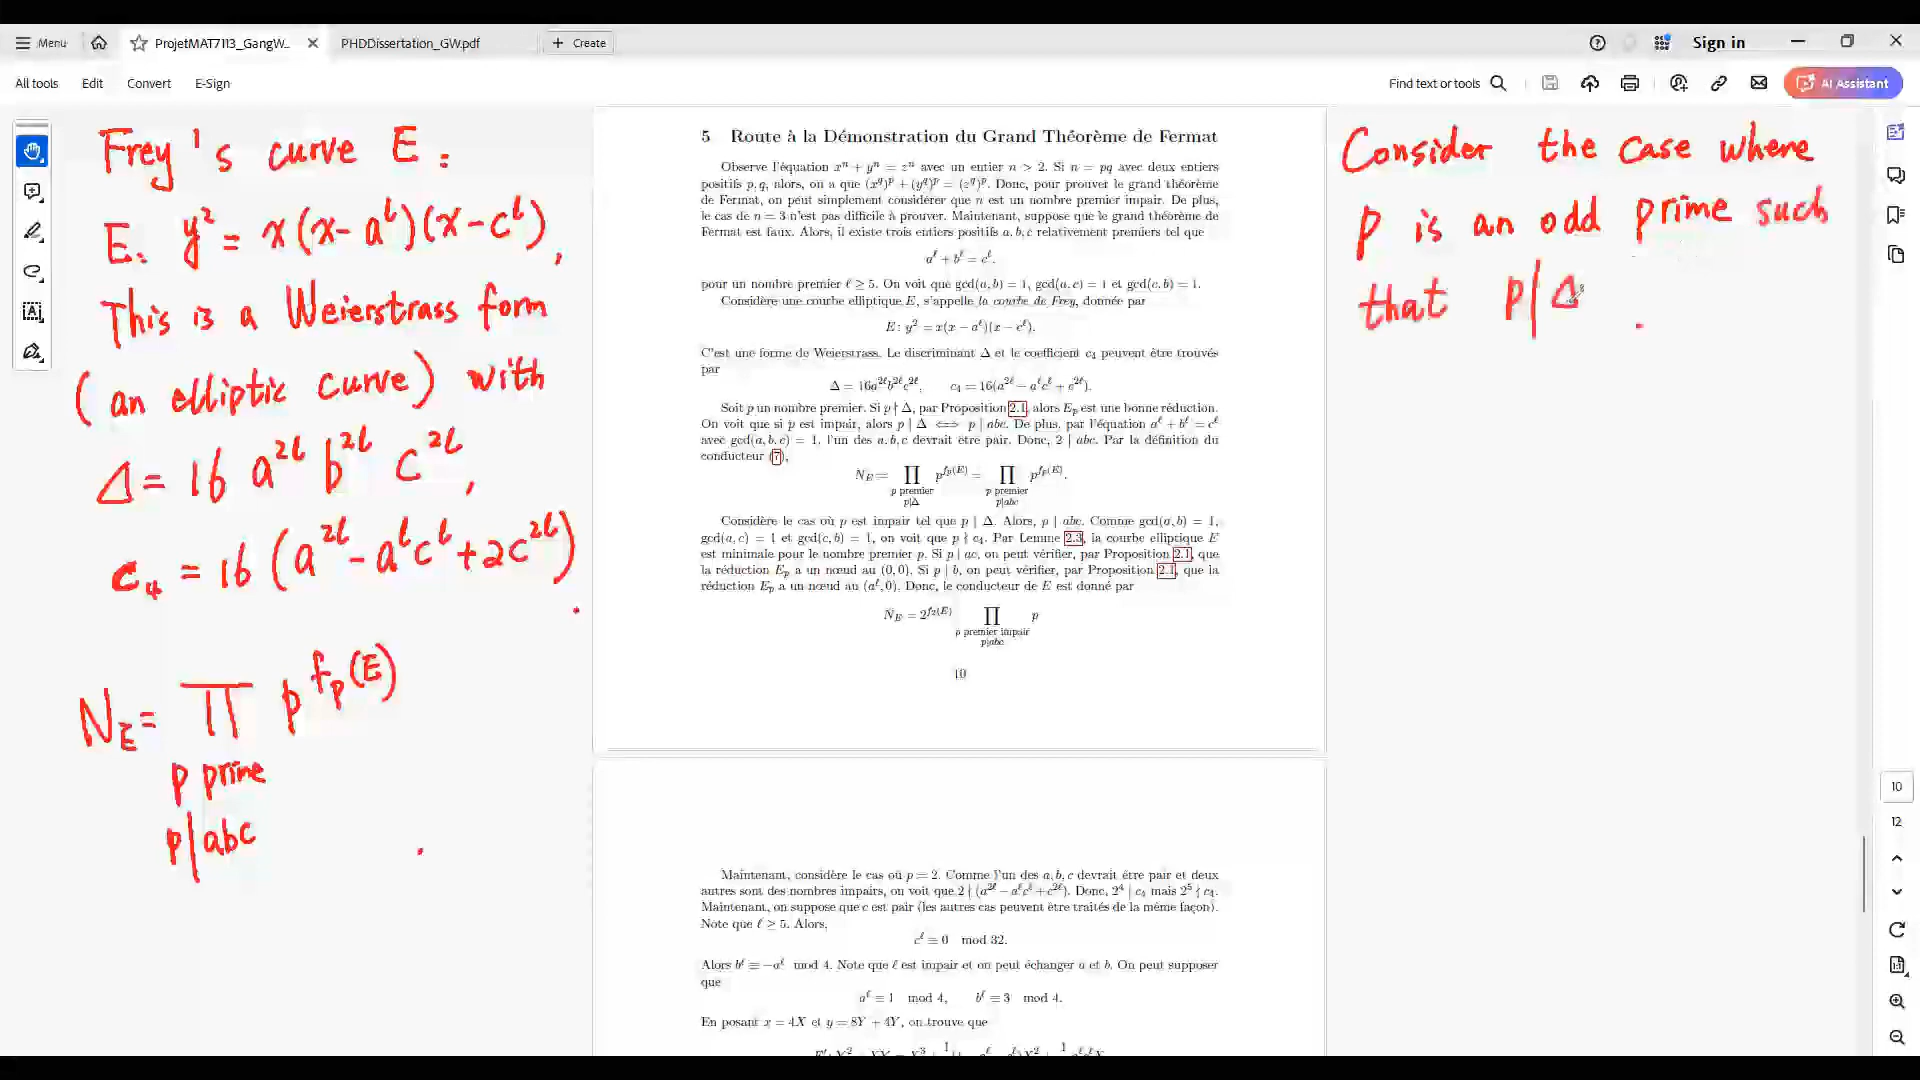 Menu
ProjetMAT7113_GangW...
PHDDissertation_GW.pdf
Create
Sign in
All tools
Edit
Convert
E-Sign
Find text or tools
AI Assistant
Frey's curve E:
E: y² = x(x-a^ℓ)(x-c^ℓ),
This is a Weierstrass form
(an elliptic curve) with
Δ = 16 a^{2ℓ} b^{2ℓ} c^{2ℓ},
c₄ = 16 (a^{2ℓ} - a^ℓ c^ℓ + 2c^{2ℓ})
.
N_E = ∏ p^{f_p(E)}
p prime
p|abc
.
5 Route à la Démonstration du Grand Théorème de Fermat
Observe l'équation xⁿ + yⁿ = zⁿ avec un entier n > 2. Si n = pq avec deux entiers
positifs p, q, alors, on a que (x^q)^p + (y^q)^p = (z^q)^p. Donc, pour prouver le grand théorème
de Fermat, on peut simplement considérer que n est un nombre premier impair. De plus,
le cas de n = 3 n'est pas difficile à prouver. Maintenant, suppose que le grand théorème de
Fermat est faux. Alors, il existe trois entiers positifs a, b, c relativement premiers tel que
a^ℓ + b^ℓ = c^ℓ.
pour un nombre premier ℓ ≥ 5. On voit que gcd(a, b) = 1, gcd(a, c) = 1 et gcd(c, b) = 1.
Considère une courbe elliptique E, s'appelle la courbe de Frey, donnée par
E : y² = x(x − a^ℓ)(x − c^ℓ).
C'est une forme de Weierstrass. Le discriminant Δ et le coefficient c₄ peuvent être trouvés
par
Δ = 16a^{2ℓ}b^{2ℓ}c^{2ℓ}, c₄ = 16(a^{2ℓ} − a^ℓc^ℓ + c^{2ℓ}).
Soit p un nombre premier. Si p ∤ Δ, par Proposition 2.1, alors E_p est une bonne réduction.
On voit que si p est impair, alors p | Δ ⟺ p | abc. De plus, par l'équation a^ℓ + b^ℓ = c^ℓ
avec gcd(a, b, c) = 1, l'un des a, b, c devrait être pair. Donc, 2 | abc. Par la définition du
conducteur (7),
N_E = ∏ p^{f_p(E)} = ∏ p^{f_p(E)}.
p premier p premier
p|Δ p|abc
Considère le cas où p est impair tel que p | Δ. Alors, p | abc. Comme gcd(a, b) = 1,
gcd(a, c) = 1 et gcd(c, b) = 1, on voit que p ∤ c₄. Par Lemme 2.3, la courbe elliptique E
est minimale pour le nombre premier p. Si p | ac, on peut vérifier, par Proposition 2.1, que
la réduction E_p a un nœud au (0, 0). Si p | b, on peut vérifier, par Proposition 2.1, que la
réduction E_p a un nœud au (a^ℓ, 0). Donc, le conducteur de E est donné par
N_E = 2^{f_2(E)} ∏ p
p premier impair
p|abc
10
Maintenant, considère le cas où p = 2. Comme l'un des a, b, c devrait être pair et deux
autres sont des nombres impairs, on voit que 2 ∤ (a^{2ℓ} − a^ℓc^ℓ + c^{2ℓ}). Donc, 2⁴ | c₄ mais 2⁵ ∤ c₄.
Maintenant, on suppose que c est pair (les autres cas peuvent être traités de la même façon).
Note que ℓ ≥ 5. Alors,
c^ℓ ≡ 0 mod 32.
Alors b^ℓ ≡ −a^ℓ mod 4. Note que ℓ est impair et on peut échanger a et b. On peut supposer
que
a^ℓ ≡ 1 mod 4, b^ℓ ≡ 3 mod 4.
En posant x = 4X et y = 8Y + 4Y, on trouve que
Consider the case where
p is an odd prime such
that p|Δ .
10
12